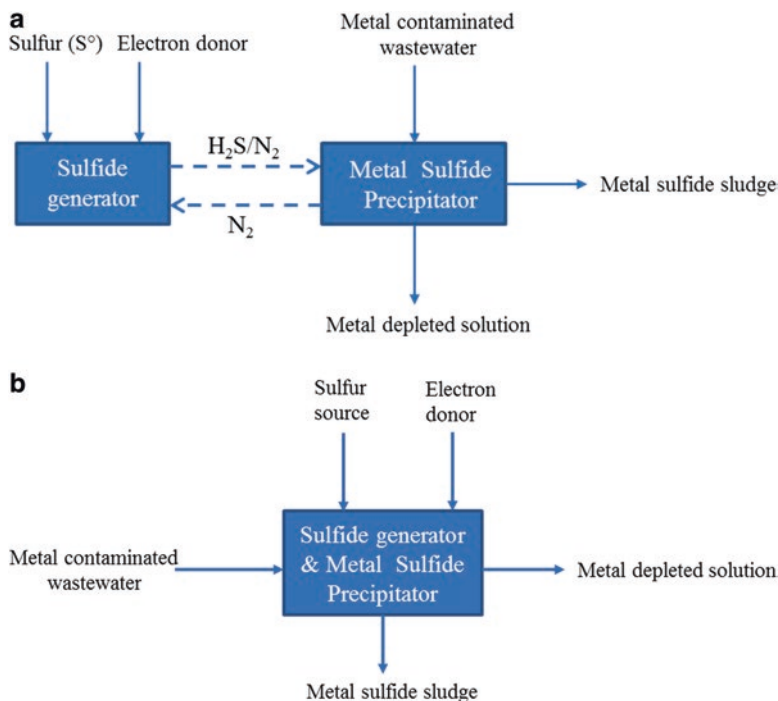 a
Sulfur (S°) Electron donor
Metal contaminated
wastewater
Sulfide
generator
H₂S/N₂
N₂
Metal Sulfide
Precipitator
Metal sulfide sludge
Metal depleted solution
b
Sulfur
source
Electron
donor
Metal contaminated
wastewater
Sulfide generator
& Metal Sulfide
Precipitator
Metal depleted solution
Metal sulfide sludge